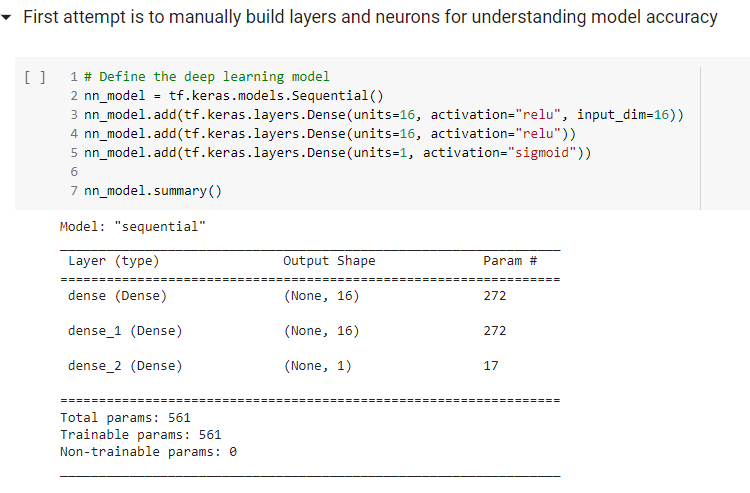 First attempt is to manually build layers and neurons for understanding model accuracy
[ ] 1 # Define the deep learning model
2 nn_model = tf.keras.models.Sequential()
3 nn_model.add(tf.keras.layers.Dense(units=16, activation="relu", input_dim=16))
4 nn_model.add(tf.keras.layers.Dense(units=16, activation="relu"))
5 nn_model.add(tf.keras.layers.Dense(units=1, activation="sigmoid"))
6
7 nn_model.summary()
Model: "sequential"
_________________________________________________________________
Layer (type) Output Shape Param #
=================================================================
dense (Dense) (None, 16) 272
dense_1 (Dense) (None, 16) 272
dense_2 (Dense) (None, 1) 17
=================================================================
Total params: 561
Trainable params: 561
Non-trainable params: 0
_________________________________________________________________